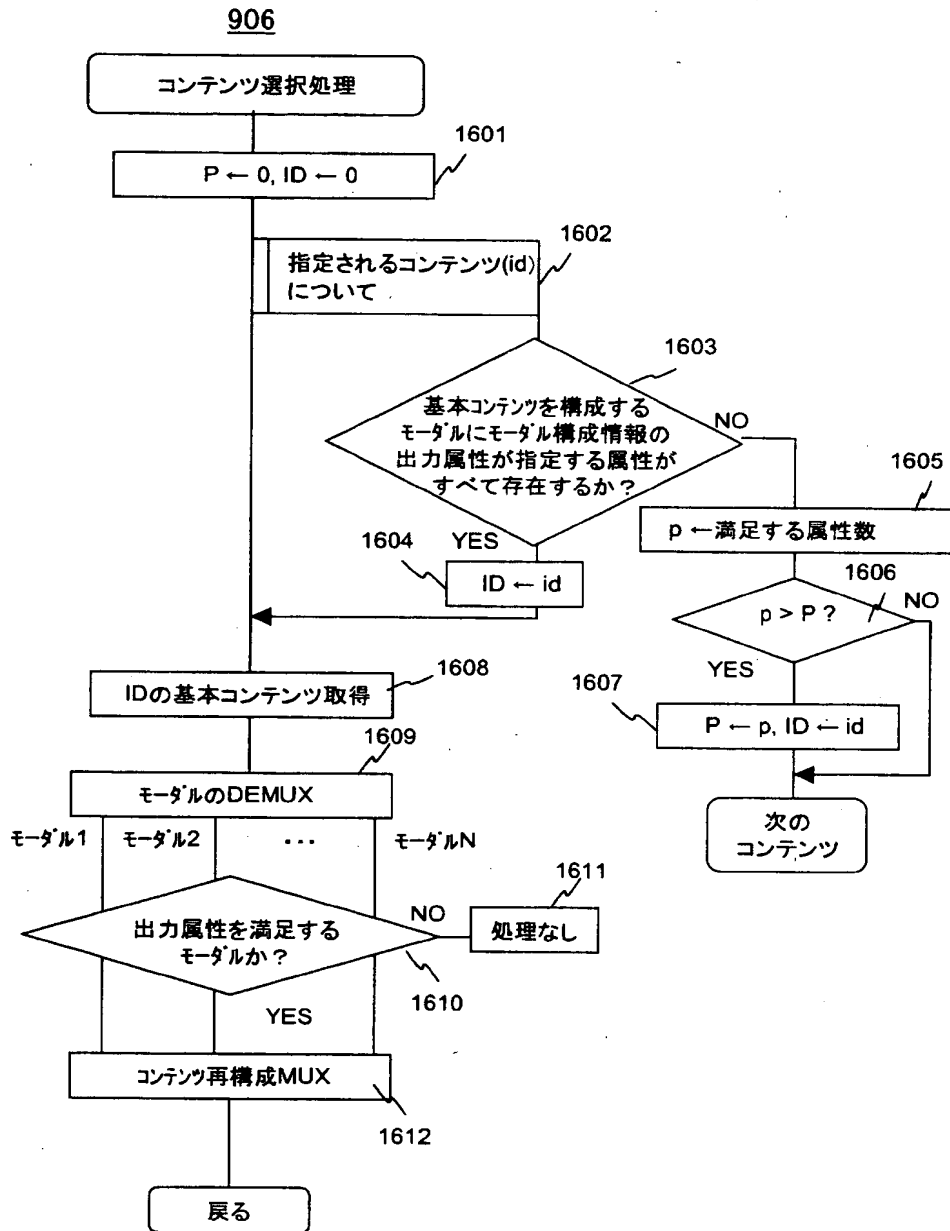 906
コンテンツ選択処理
1601
P ← 0, ID ← 0
1602
指定されるコンテンツ(id)
について
1603
基本コンテンツを構成する
モーダルにモーダル構成情報の
出力属性が指定する属性が
すべて存在するか？
NO
1605
p ←満足する属性数
YES
1604
ID ← id
1606
p > P ?
NO
YES
1607
P ← p, ID ← id
次の
コンテンツ
1608
IDの基本コンテンツ取得
1609
モーダルのDEMUX
モーダル1
モーダル2
...
モーダルN
出力属性を満足する
モーダルか？
NO
1611
処理なし
1610
YES
コンテンツ再構成MUX
1612
戻る